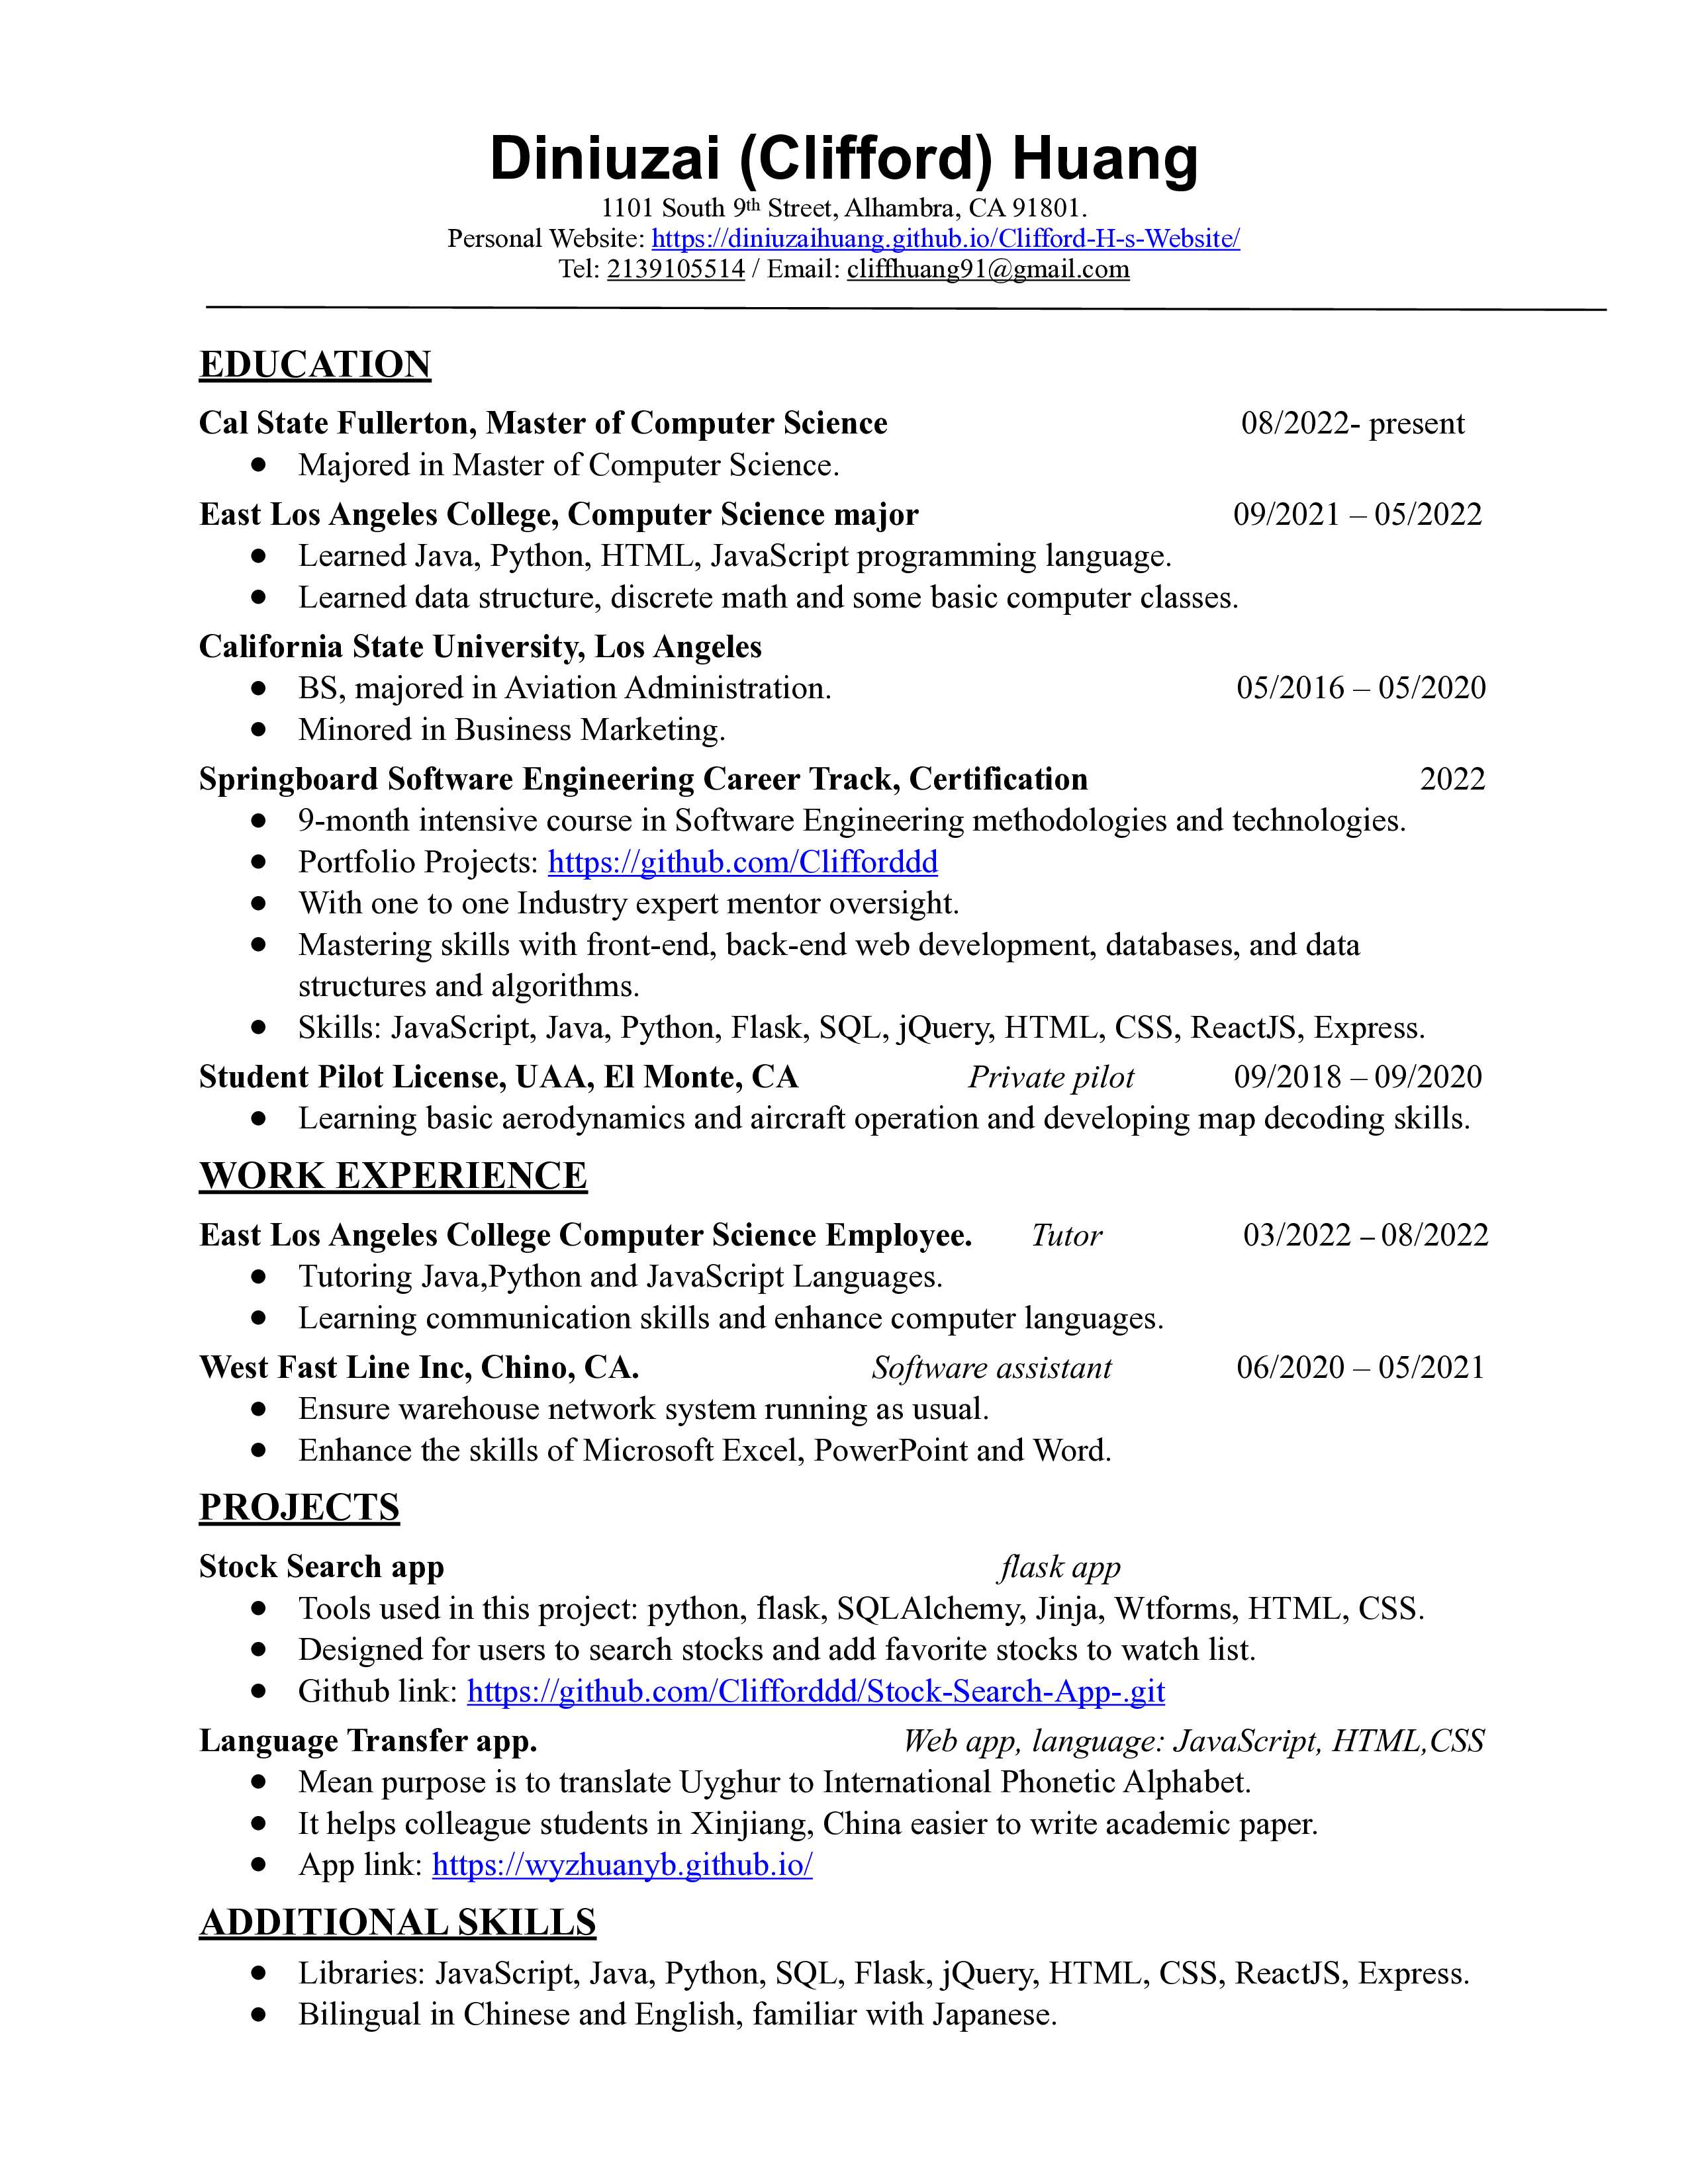 Diniuzai (Clifford) Huang
1101 South 9th Street, Alhambra, CA 91801.
Personal Website: https://diniuzaihuang.github.io/Clifford-H-s-Website/
Tel: 2139105514 / Email: cliffhuang91@gmail.com
EDUCATION
Cal State Fullerton, Master of Computer Science 08/2022- present
● Majored in Master of Computer Science.
East Los Angeles College, Computer Science major 09/2021 – 05/2022
● Learned Java, Python, HTML, JavaScript programming language.
● Learned data structure, discrete math and some basic computer classes.
California State University, Los Angeles
● BS, majored in Aviation Administration. 05/2016 – 05/2020
● Minored in Business Marketing.
Springboard Software Engineering Career Track, Certification 2022
● 9-month intensive course in Software Engineering methodologies and technologies.
● Portfolio Projects: https://github.com/Clifforddd
● With one to one Industry expert mentor oversight.
● Mastering skills with front-end, back-end web development, databases, and data
structures and algorithms.
● Skills: JavaScript, Java, Python, Flask, SQL, jQuery, HTML, CSS, ReactJS, Express.
Student Pilot License, UAA, El Monte, CA Private pilot 09/2018 – 09/2020
● Learning basic aerodynamics and aircraft operation and developing map decoding skills.
WORK EXPERIENCE
East Los Angeles College Computer Science Employee. Tutor 03/2022 – 08/2022
● Tutoring Java,Python and JavaScript Languages.
● Learning communication skills and enhance computer languages.
West Fast Line Inc, Chino, CA. Software assistant 06/2020 – 05/2021
● Ensure warehouse network system running as usual.
● Enhance the skills of Microsoft Excel, PowerPoint and Word.
PROJECTS
Stock Search app flask app
● Tools used in this project: python, flask, SQLAlchemy, Jinja, Wtforms, HTML, CSS.
● Designed for users to search stocks and add favorite stocks to watch list.
● Github link: https://github.com/Clifforddd/Stock-Search-App-.git
Language Transfer app. Web app, language: JavaScript, HTML,CSS
● Mean purpose is to translate Uyghur to International Phonetic Alphabet.
● It helps colleague students in Xinjiang, China easier to write academic paper.
● App link: https://wyzhuanyb.github.io/
ADDITIONAL SKILLS
● Libraries: JavaScript, Java, Python, SQL, Flask, jQuery, HTML, CSS, ReactJS, Express.
● Bilingual in Chinese and English, familiar with Japanese.